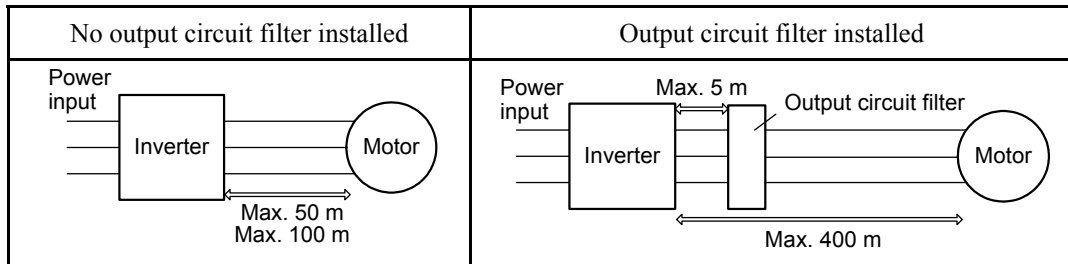 No output circuit filter installed
Output circuit filter installed
Power
input
Inverter
Motor
Max. 50 m
Max. 100 m
Power
input
Max. 5 m
Output circuit filter
Inverter
Motor
Max. 400 m